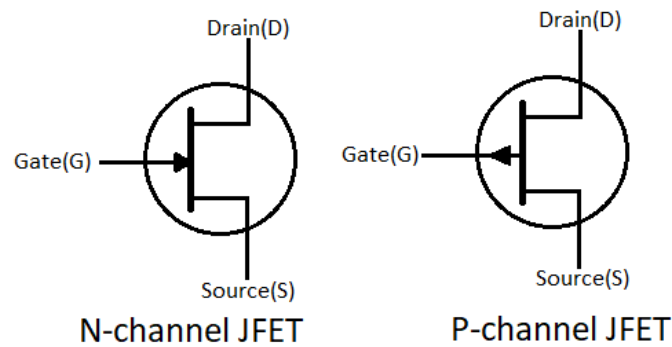 Drain(D)
Gate(G)
Source(S)
N-channel JFET
Drain(D)
Gate(G)
Source(S)
P-channel JFET